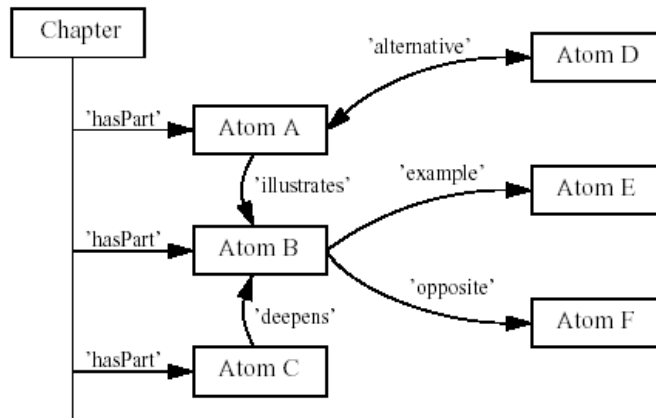 Chapter
'alternative'
Atom D
'hasPart'
Atom A
'illustrates'
'example'
Atom E
'hasPart'
Atom B
'opposite'
'deepens'
Atom F
'hasPart'
Atom C